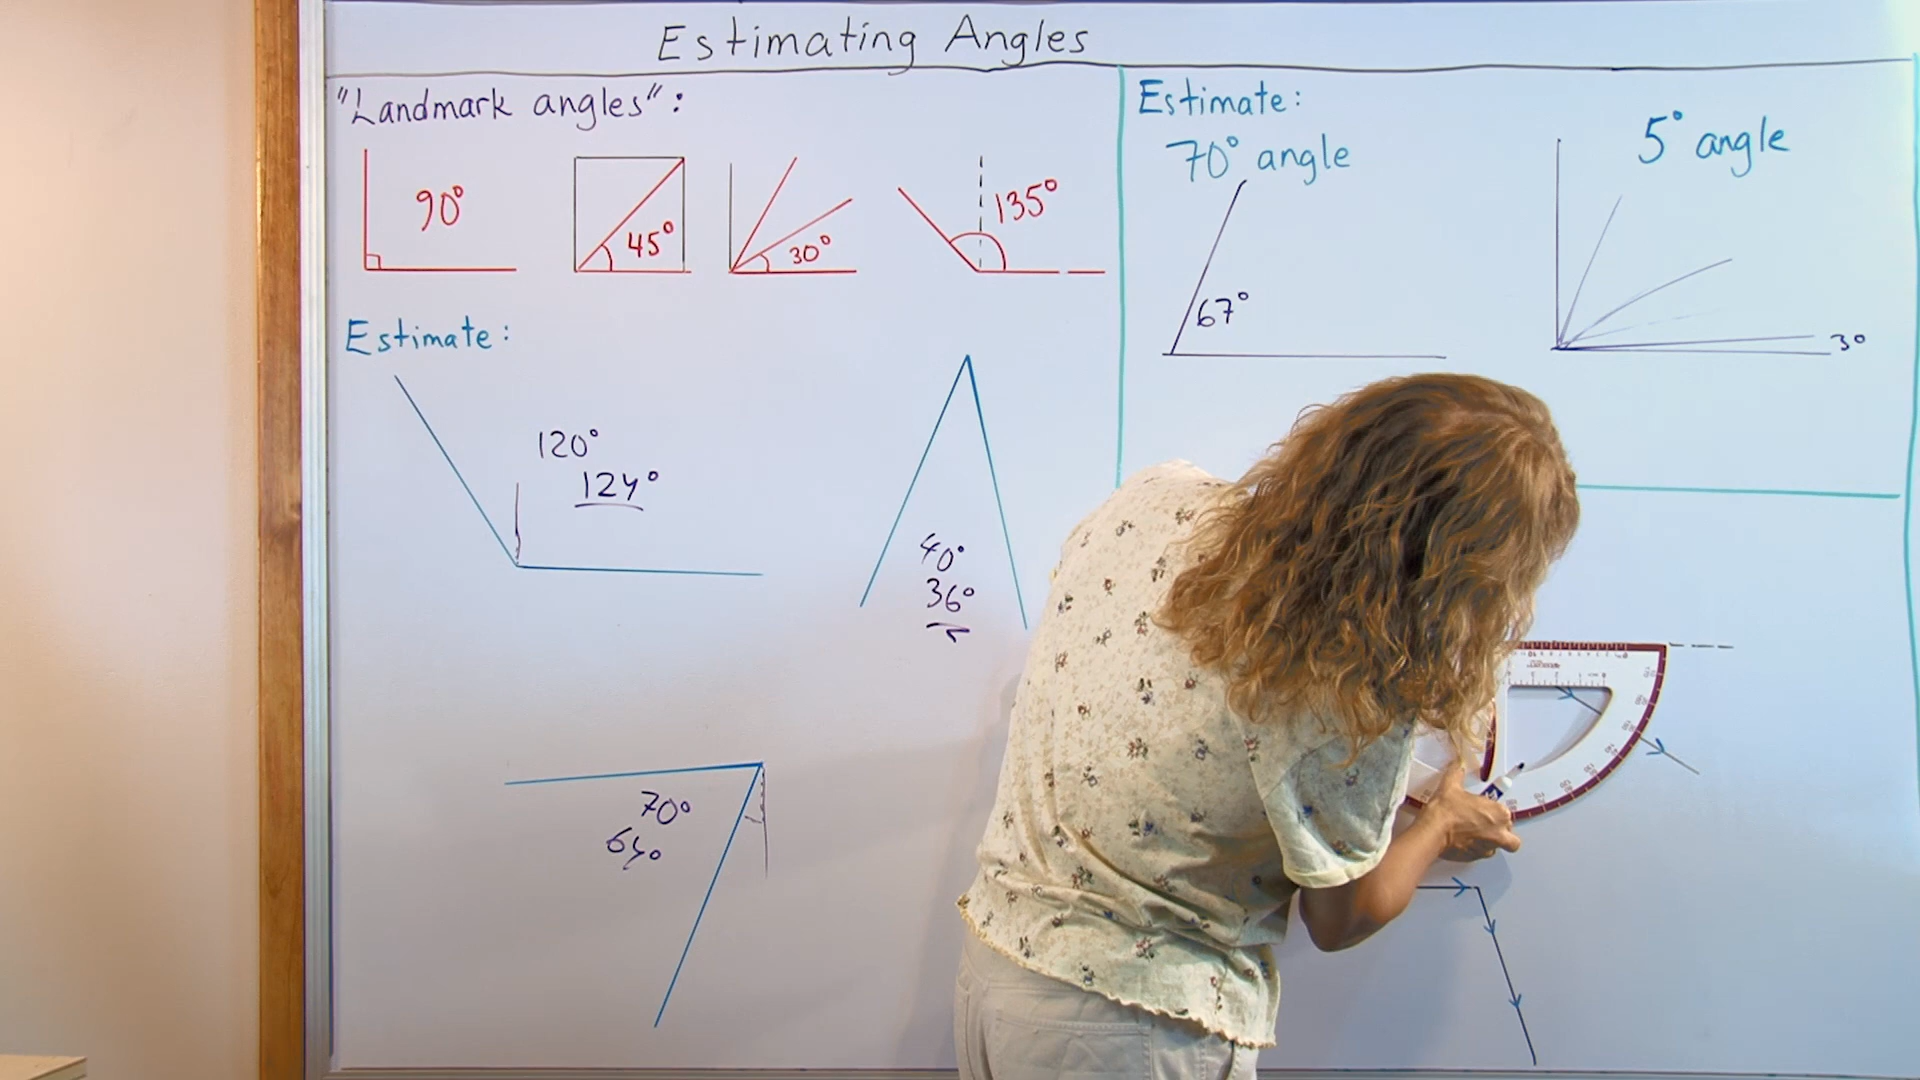 Estimating Angles
"Landmark angles":
90°
45°
30°
135°
Estimate:
120°
124°
40°
36°
70°
64°
Estimate:
70° angle
67°
5° angle
3°